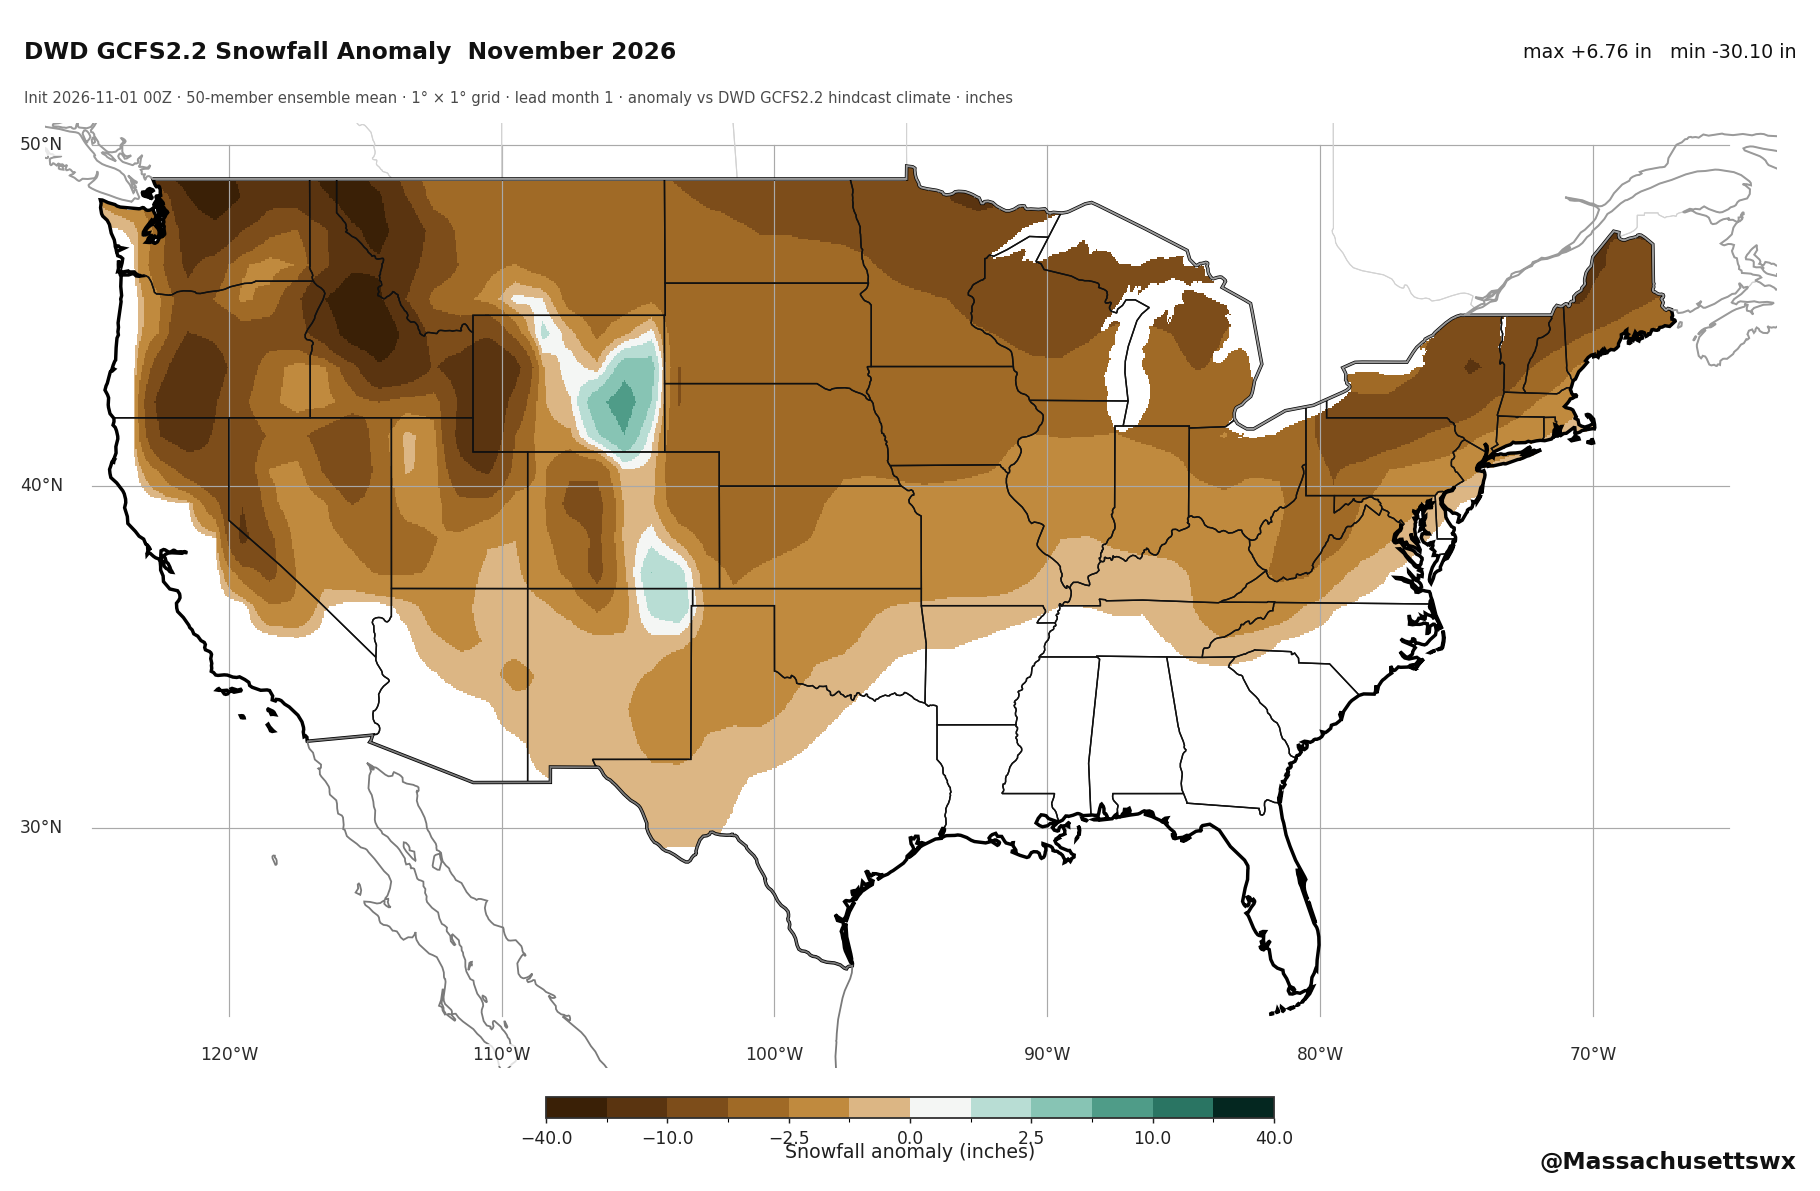 DWD GCFS2.2 Snowfall Anomaly  November 2026
max +6.76 in   min -30.10 in
Init 2026-11-01 00Z · 50-member ensemble mean · 1° × 1° grid · lead month 1 · anomaly vs DWD GCFS2.2 hindcast climate · inches
50°N
40°N
30°N
120°W 110°W 100°W 90°W 80°W 70°W
−40.0 −10.0 −2.5 0.0 2.5 10.0 40.0
Snowfall anomaly (inches)
@Massachusettswx